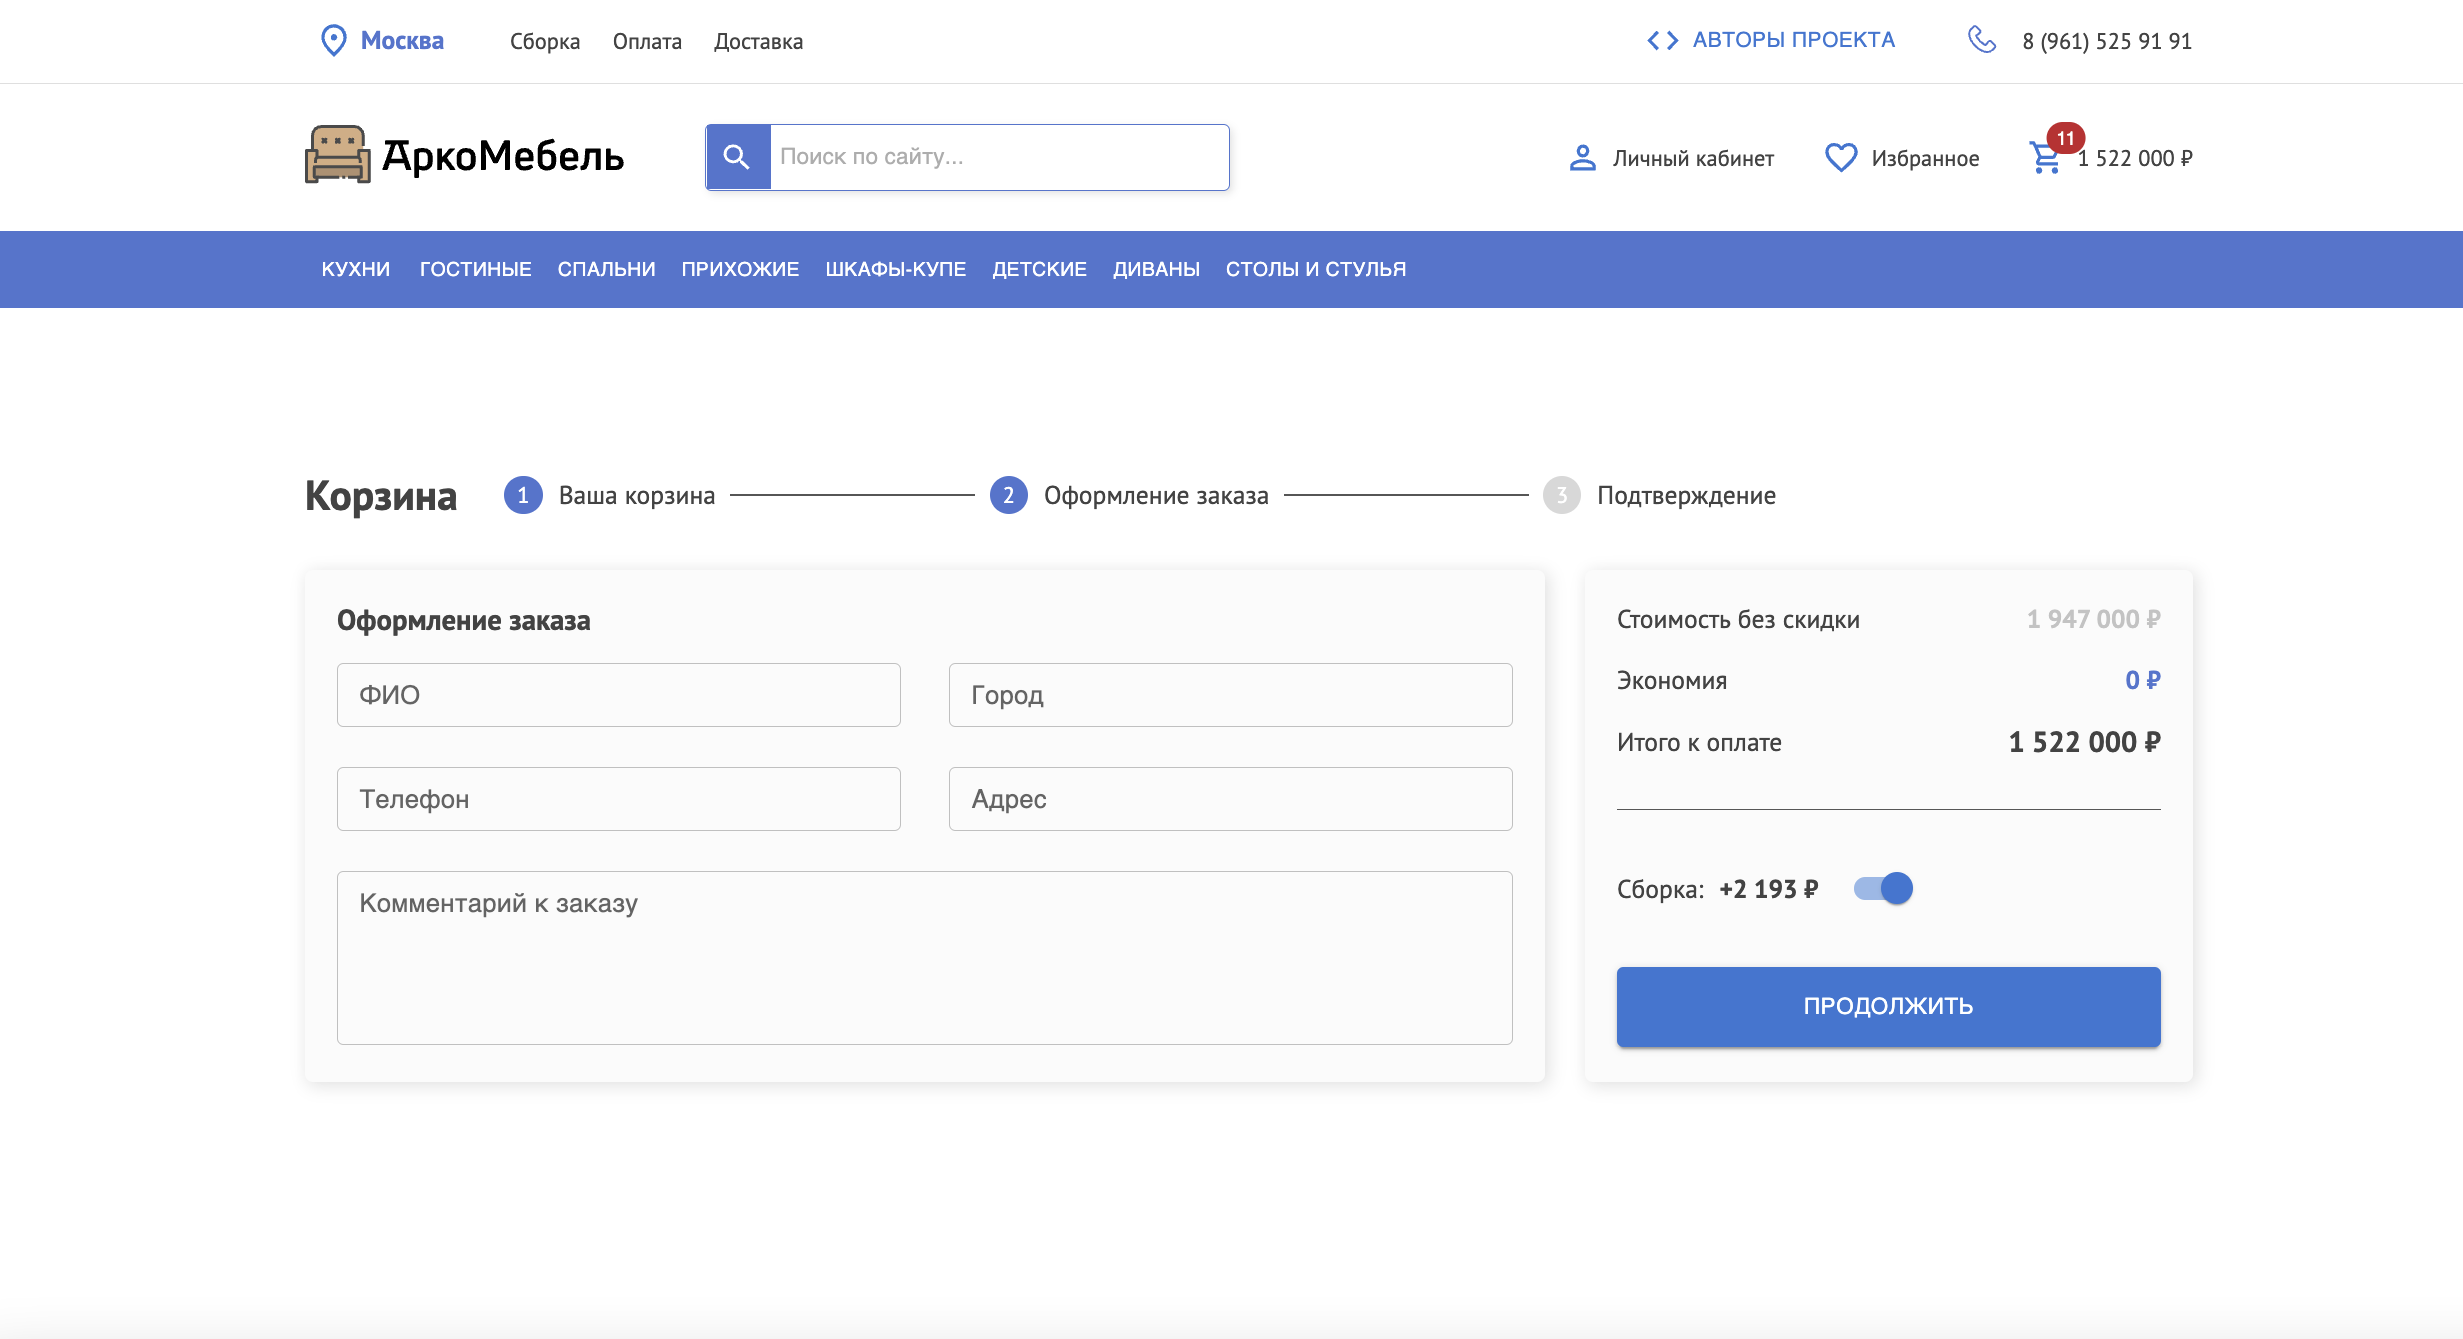 Москва Сборка Оплата Доставка АВТОРЫ ПРОЕКТА 8 (961) 525 91 91
АркоМебель Поиск по сайту... Личный кабинет Избранное 11 1 522 000 ₽
КУХНИ ГОСТИНЫЕ СПАЛЬНИ ПРИХОЖИЕ ШКАФЫ-КУПЕ ДЕТСКИЕ ДИВАНЫ СТОЛЫ И СТУЛЬЯ
Корзина 1 Ваша корзина 2 Оформление заказа 3 Подтверждение
Оформление заказа
ФИО Город
Телефон Адрес
Комментарий к заказу
Стоимость без скидки 1 947 000 ₽
Экономия 0 ₽
Итого к оплате 1 522 000 ₽
Сборка: +2 193 ₽
ПРОДОЛЖИТЬ